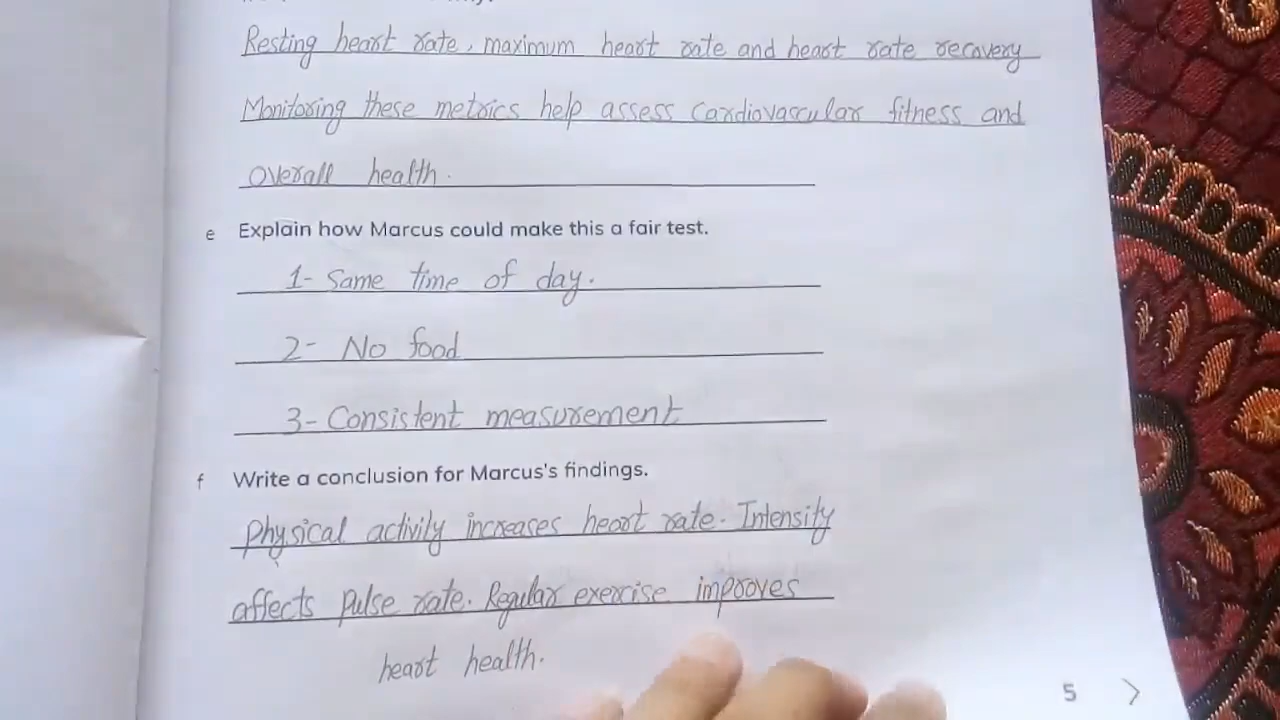 Resting heart rate, maximum heart rate and heart rate recovery
Monitoring these metrics help assess cardiovascular fitness and
overall health.
e Explain how Marcus could make this a fair test.
1- Same time of day.
2- No food
3- Consistent measurement
f Write a conclusion for Marcus's findings.
Physical activity increases heart rate. Intensity
affects pulse rate. Regular exercise improves
heart health.
5 >